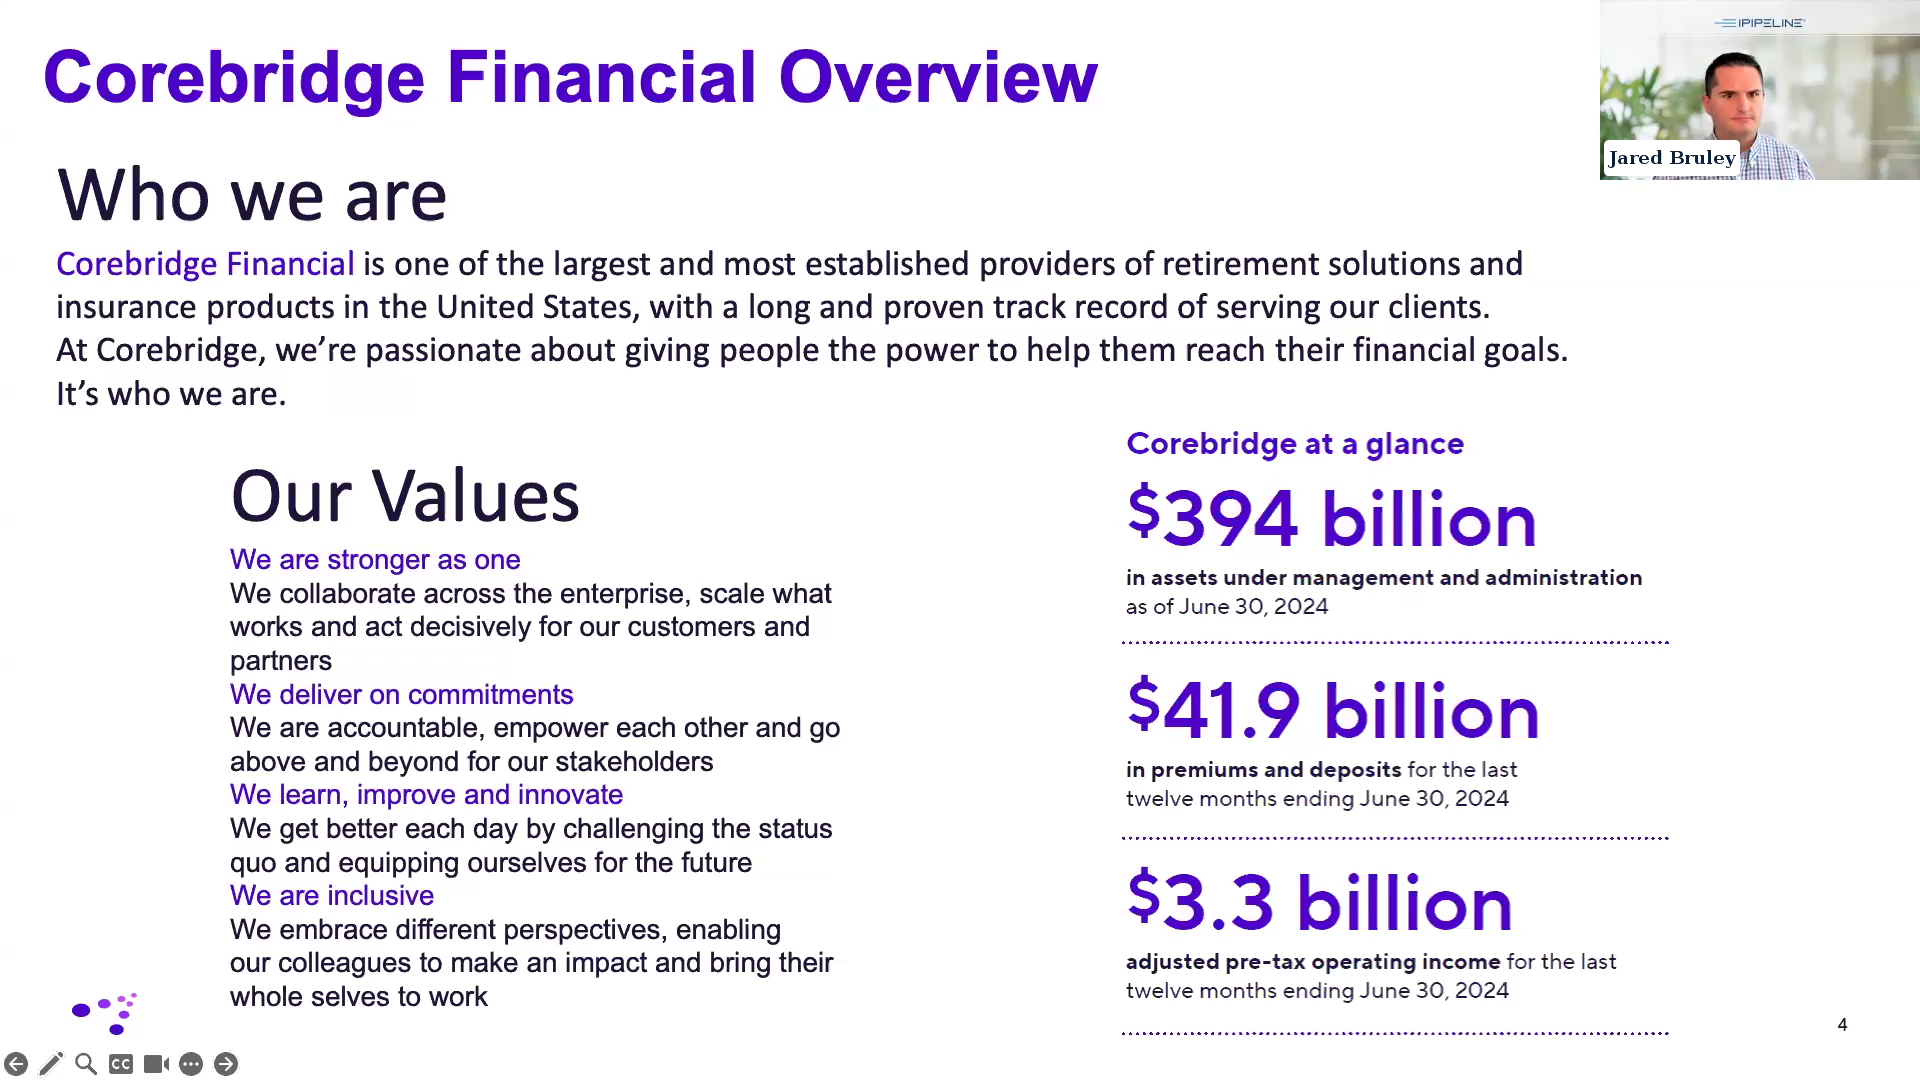 Corebridge Financial Overview
IPIPELINE
Jared Bruley
Who we are
Corebridge Financial is one of the largest and most established providers of retirement solutions and
insurance products in the United States, with a long and proven track record of serving our clients.
At Corebridge, we’re passionate about giving people the power to help them reach their financial goals.
It’s who we are.
Our Values
We are stronger as one
We collaborate across the enterprise, scale what
works and act decisively for our customers and
partners
We deliver on commitments
We are accountable, empower each other and go
above and beyond for our stakeholders
We learn, improve and innovate
We get better each day by challenging the status
quo and equipping ourselves for the future
We are inclusive
We embrace different perspectives, enabling
our colleagues to make an impact and bring their
whole selves to work
Corebridge at a glance
$394 billion
in assets under management and administration
as of June 30, 2024
$41.9 billion
in premiums and deposits for the last
twelve months ending June 30, 2024
$3.3 billion
adjusted pre-tax operating income for the last
twelve months ending June 30, 2024
4
CC